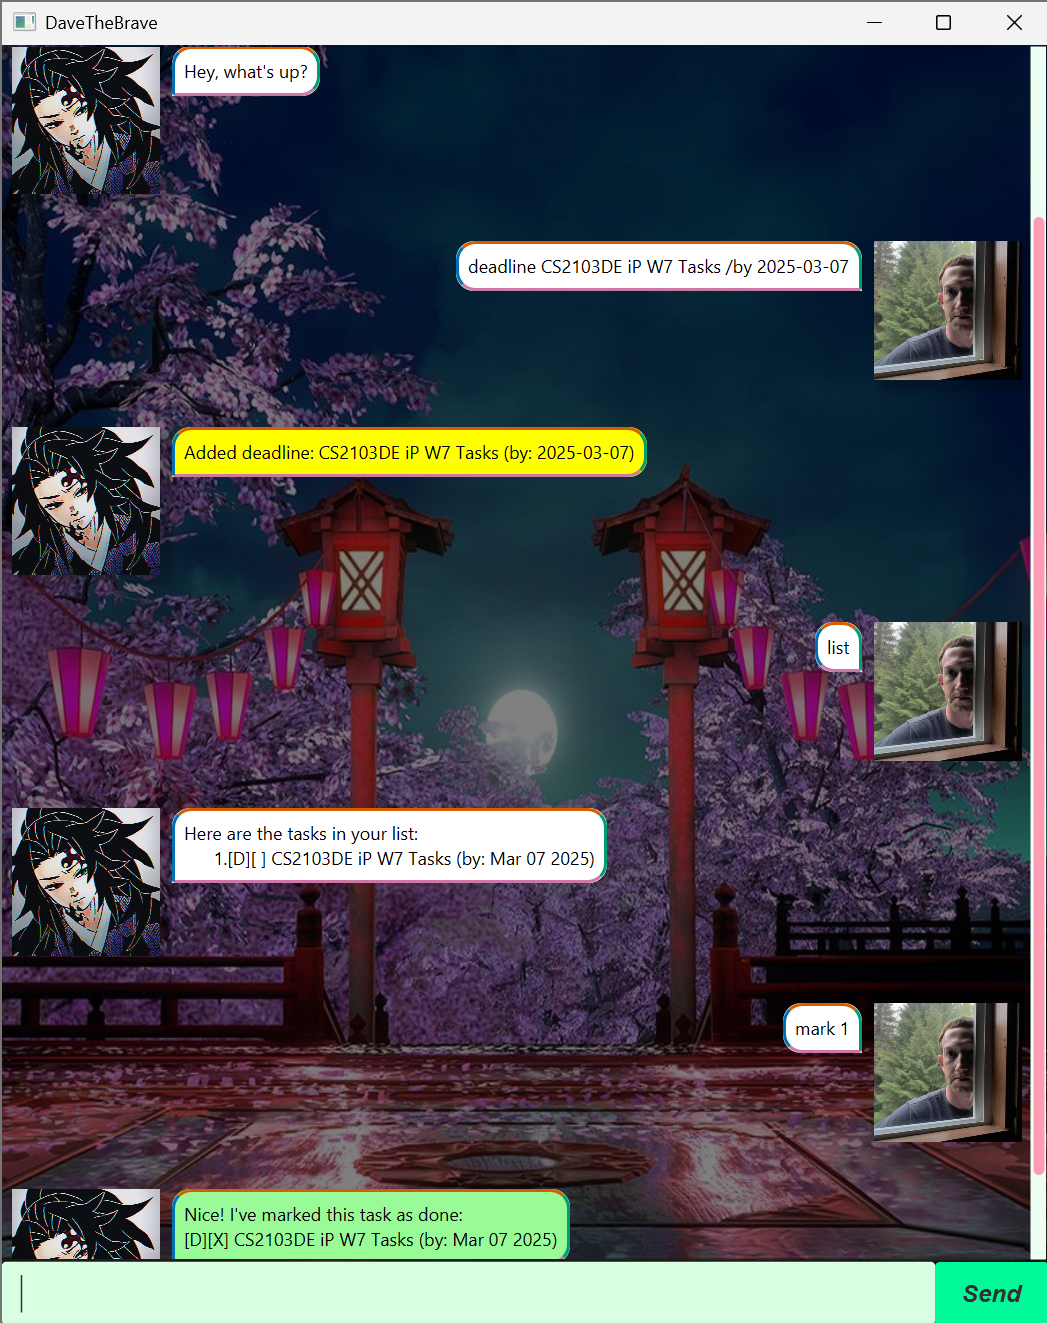 DaveTheBrave
Hey, what's up?
deadline CS2103DE iP W7 Tasks /by 2025-03-07
Added deadline: CS2103DE iP W7 Tasks (by: 2025-03-07)
list
Here are the tasks in your list:
1.[D][ ] CS2103DE iP W7 Tasks (by: Mar 07 2025)
mark 1
Nice! I've marked this task as done:
[D][X] CS2103DE iP W7 Tasks (by: Mar 07 2025)
Send